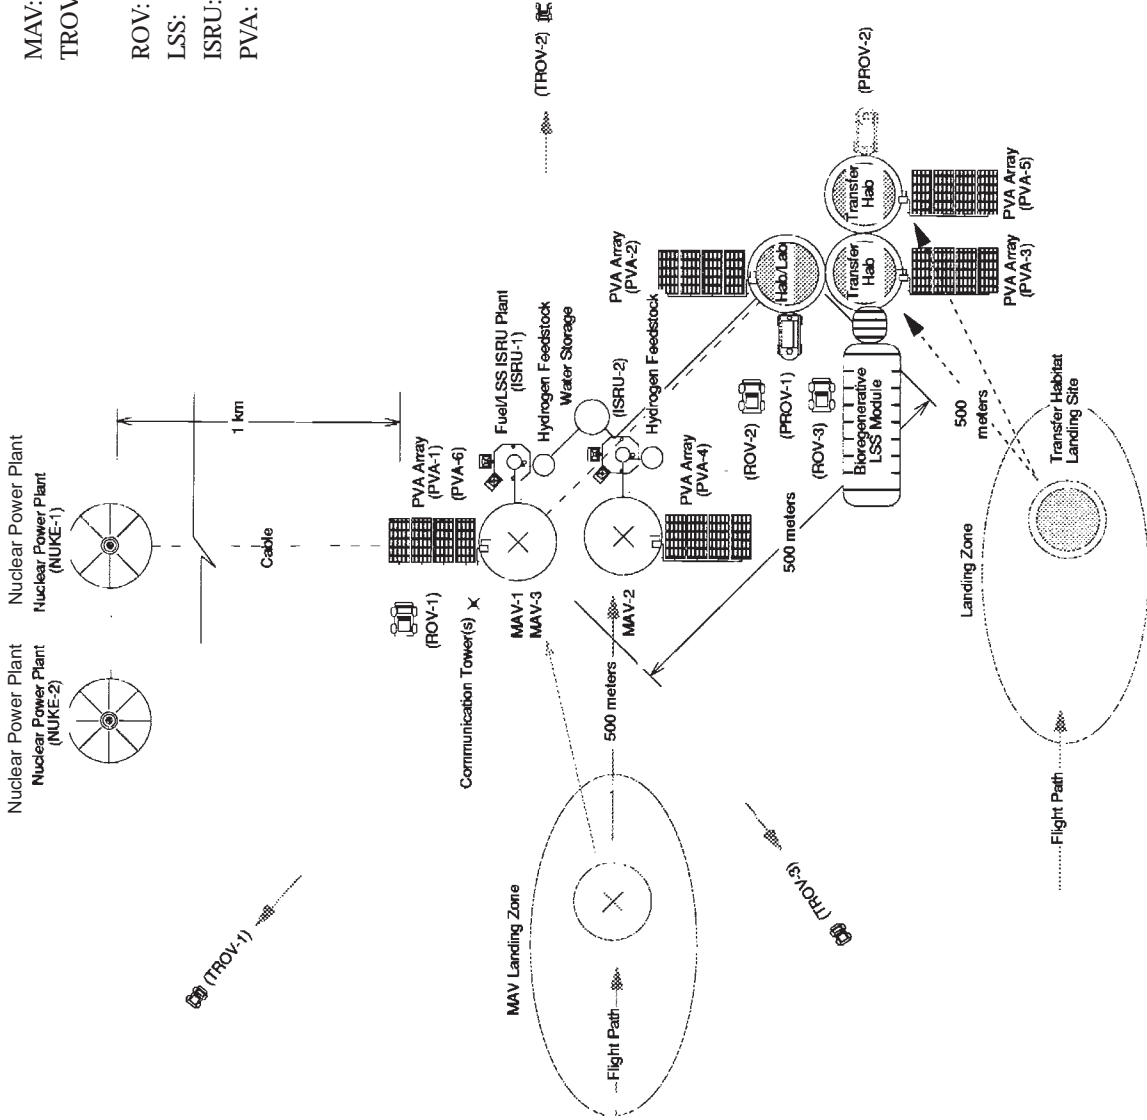 MAV:
TROV
ROV:
LSS:
ISRU:
PVA:
Nuclear Power Plant
Nuclear Power Plant
(NUKE-2)
Nuclear Power Plant
Nuclear Power Plant
(NUKE-1)
1 km
Cable
(TROV-1)
(TROV-2)
(TROV-3)
(ROV-1)
Communication Tower(s)
PVA Array
(PVA-1)
(PVA-6)
Fuel/LSS ISRU Plant
(ISRU-1)
Hydrogen Feedstock
Water Storage
(ISRU-2)
Hydrogen Feedstock
MAV-1
MAV-3
MAV-2
PVA Array
(PVA-4)
PVA Array
(PVA-2)
Hab/Lab
Transfer
Hab
Transfer
Hab
(PROV-2)
PVA Array
(PVA-3)
PVA Array
(PVA-5)
(ROV-2)
(PROV-1)
(ROV-3)
Bioregenerative
LSS Module
500 meters
500 meters
500
meters
MAV Landing Zone
Flight Path
Landing Zone
Transfer Habitat
Landing Site
Flight Path